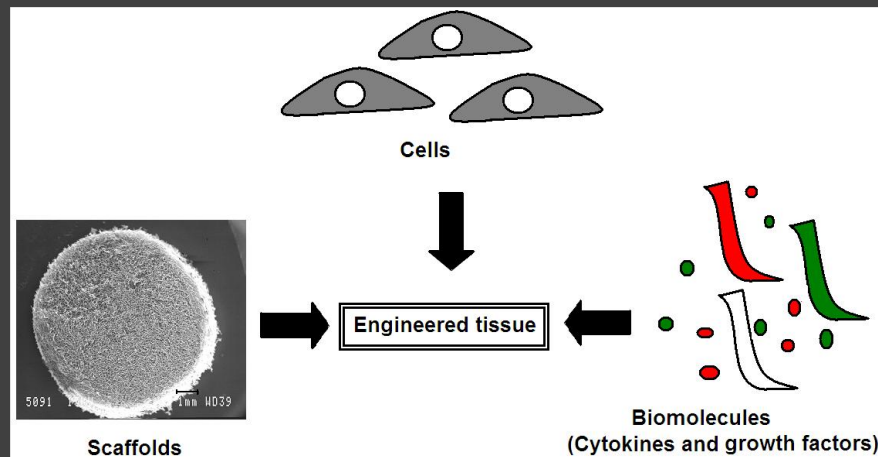 Cells
Engineered tissue
5091 1mm WD39
Scaffolds
Biomolecules
(Cytokines and growth factors)